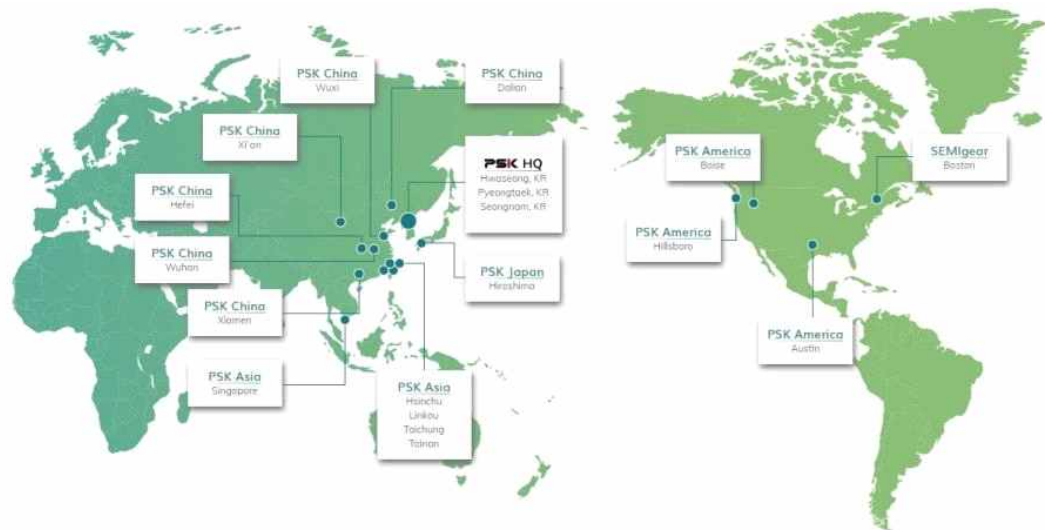 PSK China
Wuxi
PSK China
Dalian
PSK China
Xi'an
PSK HQ
Hwaseong, KR
Pyeongtaek, KR
Seongnam, KR
PSK China
Hefei
PSK China
Wuhan
PSK Japan
Hiroshima
PSK China
Xiamen
PSK Asia
Singapore
PSK Asia
Hsinchu
Linkou
Taichung
Tainan
PSK America
Boise
SEMIgear
Boston
PSK America
Hillsboro
PSK America
Austin